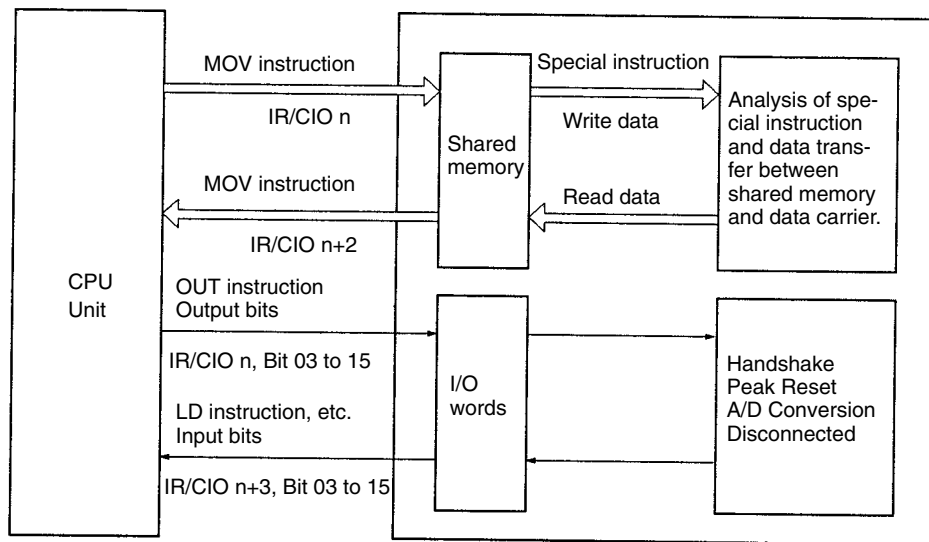 CPU
Unit
MOV instruction
IR/CIO n
MOV instruction
IR/CIO n+2
OUT instruction
Output bits
IR/CIO n, Bit 03 to 15
LD instruction, etc.
Input bits
IR/CIO n+3, Bit 03 to 15
Shared
memory
Special instruction
Write data
Read data
Analysis of spe-
cial instruction
and data trans-
fer between
shared memory
and data carrier.
I/O
words
Handshake
Peak Reset
A/D Conversion
Disconnected